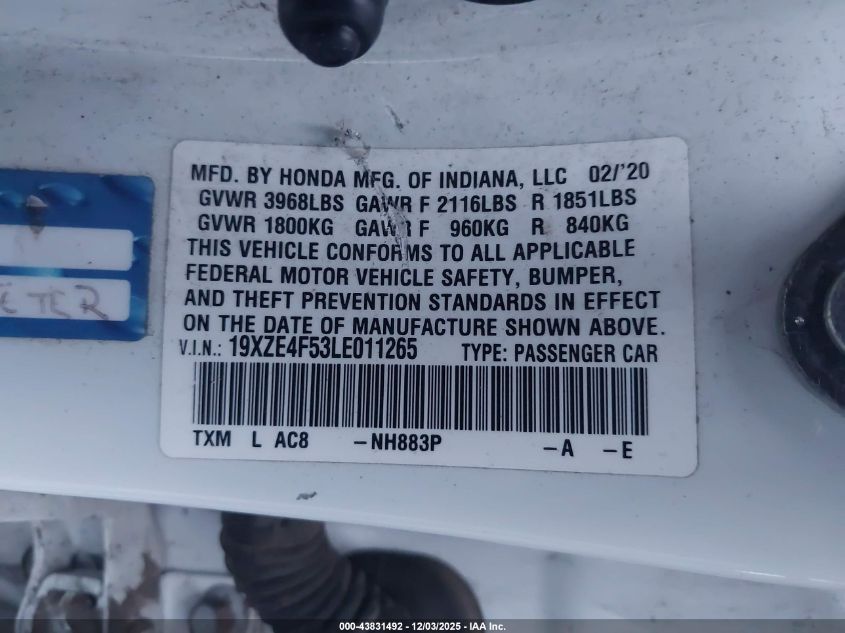 MFD. BY HONDA MFG. OF INDIANA, LLC 02/'20
GVWR 3968LBS GAWR F 2116LBS R 1851LBS
GVWR 1800KG GAWR F 960KG R 840KG
THIS VEHICLE CONFORMS TO ALL APPLICABLE
FEDERAL MOTOR VEHICLE SAFETY, BUMPER,
AND THEFT PREVENTION STANDARDS IN EFFECT
ON THE DATE OF MANUFACTURE SHOWN ABOVE.
V.I.N.: 19XZE4F53LE011265 TYPE: PASSENGER CAR
TXM L AC8 -NH883P -A -E
000-43831492 - 12/03/2025 - IAA Inc.